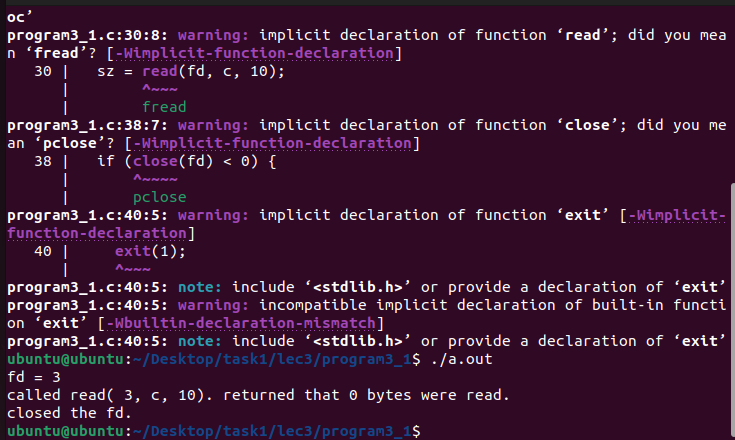 oc’
program3_1.c:30:8: warning: implicit declaration of function ‘read’; did you mea
n ‘fread’? [-Wimplicit-function-declaration]
   30 |   sz = read(fd, c, 10);
      |        ^~~~
      |        fread
program3_1.c:38:7: warning: implicit declaration of function ‘close’; did you me
an ‘pclose’? [-Wimplicit-function-declaration]
   38 |   if (close(fd) < 0) {
      |       ^~~~~
      |       pclose
program3_1.c:40:5: warning: implicit declaration of function ‘exit’ [-Wimplicit-
function-declaration]
   40 |     exit(1);
      |     ^~~~
program3_1.c:40:5: note: include ‘<stdlib.h>’ or provide a declaration of ‘exit’
program3_1.c:40:5: warning: incompatible implicit declaration of built-in functi
on ‘exit’ [-Wbuiltin-declaration-mismatch]
program3_1.c:40:5: note: include ‘<stdlib.h>’ or provide a declaration of ‘exit’
ubuntu@ubuntu:~/Desktop/task1/lec3/program3_1$ ./a.out
fd = 3
called read( 3, c, 10). returned that 0 bytes were read.
closed the fd.
ubuntu@ubuntu:~/Desktop/task1/lec3/program3_1$